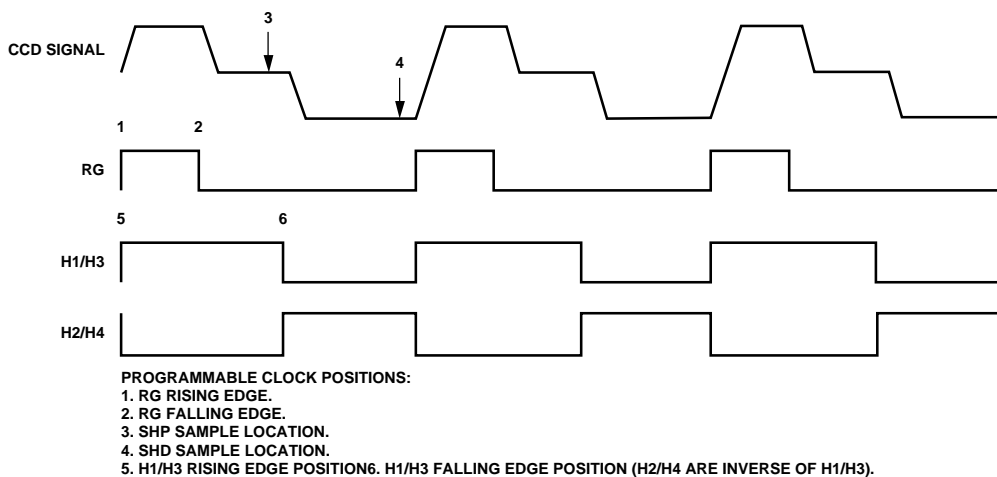 3
CCD SIGNAL
4
1 2
RG
5 6
H1/H3
H2/H4
PROGRAMMABLE CLOCK POSITIONS:
1. RG RISING EDGE.
2. RG FALLING EDGE.
3. SHP SAMPLE LOCATION.
4. SHD SAMPLE LOCATION.
5. H1/H3 RISING EDGE POSITION6. H1/H3 FALLING EDGE POSITION (H2/H4 ARE INVERSE OF H1/H3).